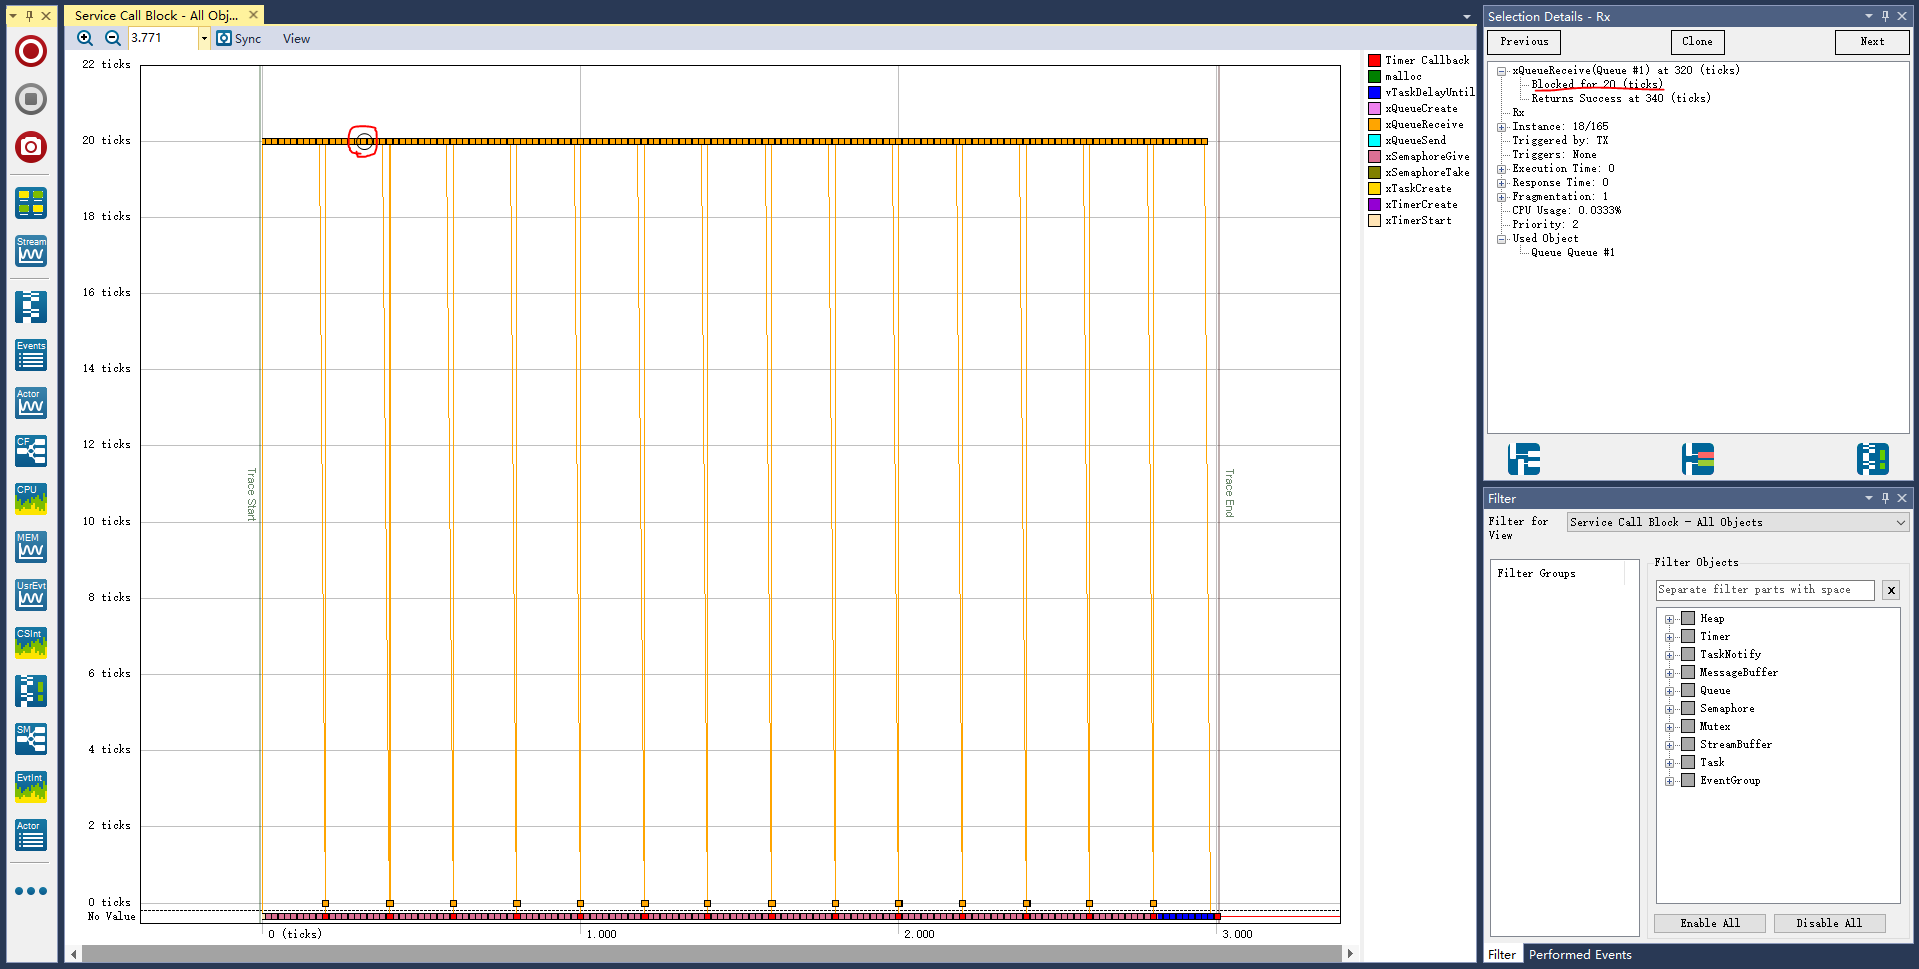 Service Call Block - All Obj...
3.771
Sync
View
Stream
Events
Actor
CF
CPU
MEM
UsrEvt
CSInt
SM
EvtInt
Actor
22 ticks
20 ticks
18 ticks
16 ticks
14 ticks
12 ticks
10 ticks
8 ticks
6 ticks
4 ticks
2 ticks
0 ticks
No Value
Trace Start
Trace End
0 (ticks)
1.000
2.000
3.000
Timer Callback
malloc
vTaskDelayUntil
xQueueCreate
xQueueReceive
xQueueSend
xSemaphoreGive
xSemaphoreTake
xTaskCreate
xTimerCreate
xTimerStart
Selection Details - Rx
Previous
Clone
Next
xQueueReceive(Queue #1) at 320 (ticks)
Blocked for 20 (ticks)
Returns Success at 340 (ticks)
Rx
Instance: 18/165
Triggered by: TX
Triggers: None
Execution Time: 0
Response Time: 0
Fragmentation: 1
CPU Usage: 0.0333%
Priority: 2
Used Object
Queue Queue #1
Filter
Filter for View
Service Call Block - All Objects
Filter Groups
Filter Objects
Separate filter parts with space
x
Heap
Timer
TaskNotify
MessageBuffer
Queue
Semaphore
Mutex
StreamBuffer
Task
EventGroup
Enable All
Disable All
Filter
Performed Events